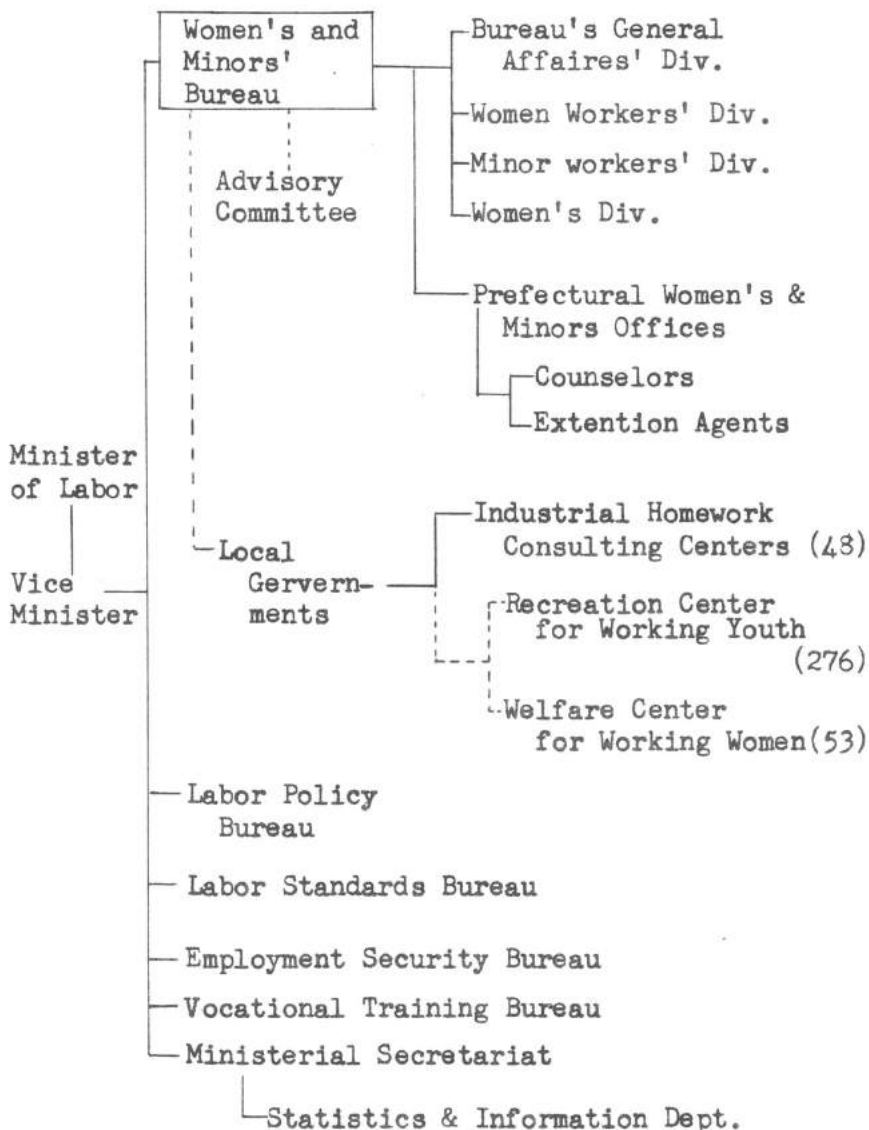 Women's and
Minors'
Bureau
Advisory
Committee
Bureau's General
Affaires' Div.
Women Workers' Div.
Minor workers' Div.
Women's Div.
Prefectural Women's &
Minors Offices
Counselors
Extention Agents
Minister
of Labor
Vice
Minister
Local
Gervern-
ments
Industrial Homework
Consulting Centers (48)
Recreation Center
for Working Youth
(276)
Welfare Center
for Working Women(53)
Labor Policy
Bureau
Labor Standards Bureau
Employment Security Bureau
Vocational Training Bureau
Ministerial Secretariat
Statistics & Information Dept.